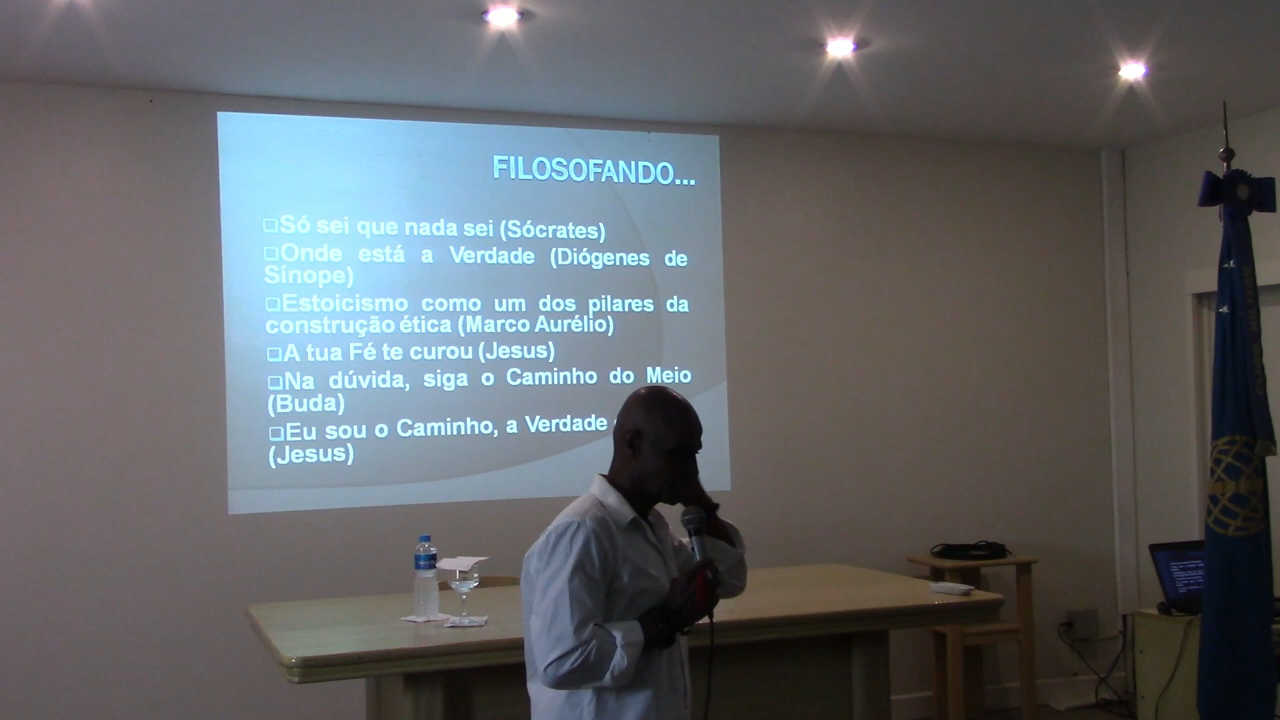 FILOSOFANDO...
Só sei que nada sei (Sócrates)
Onde está a Verdade (Diógenes de
Sínope)
Estoicismo como um dos pilares da
construção ética (Marco Aurélio)
A tua Fé te curou (Jesus)
Na dúvida, siga o Caminho do Meio
(Buda)
Eu sou o Caminho, a Verdade
(Jesus)